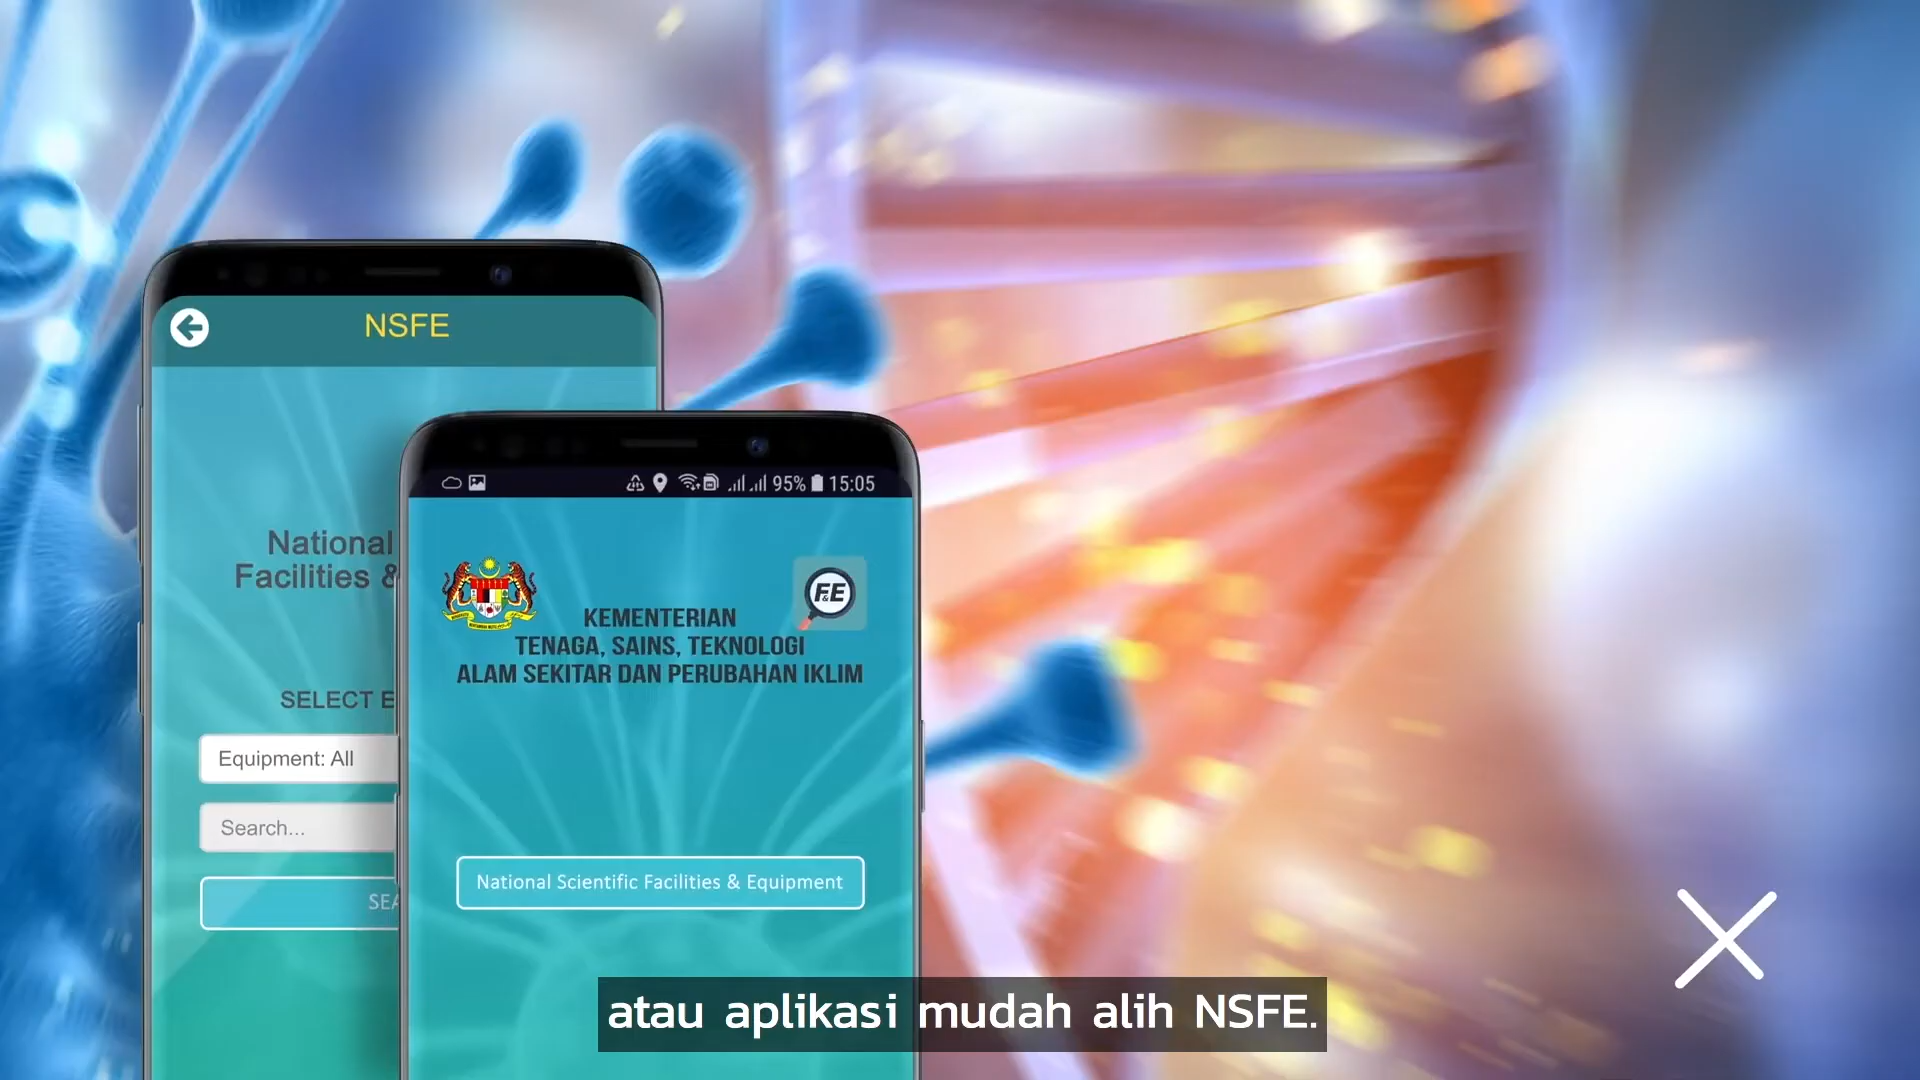 NSFE
National
Facilities &
SELECT E
Equipment: All
Search...
SEA
95% 15:05
F&E
KEMENTERIAN
TENAGA, SAINS, TEKNOLOGI
ALAM SEKITAR DAN PERUBAHAN IKLIM
National Scientific Facilities & Equipment
atau aplikasi mudah alih NSFE.